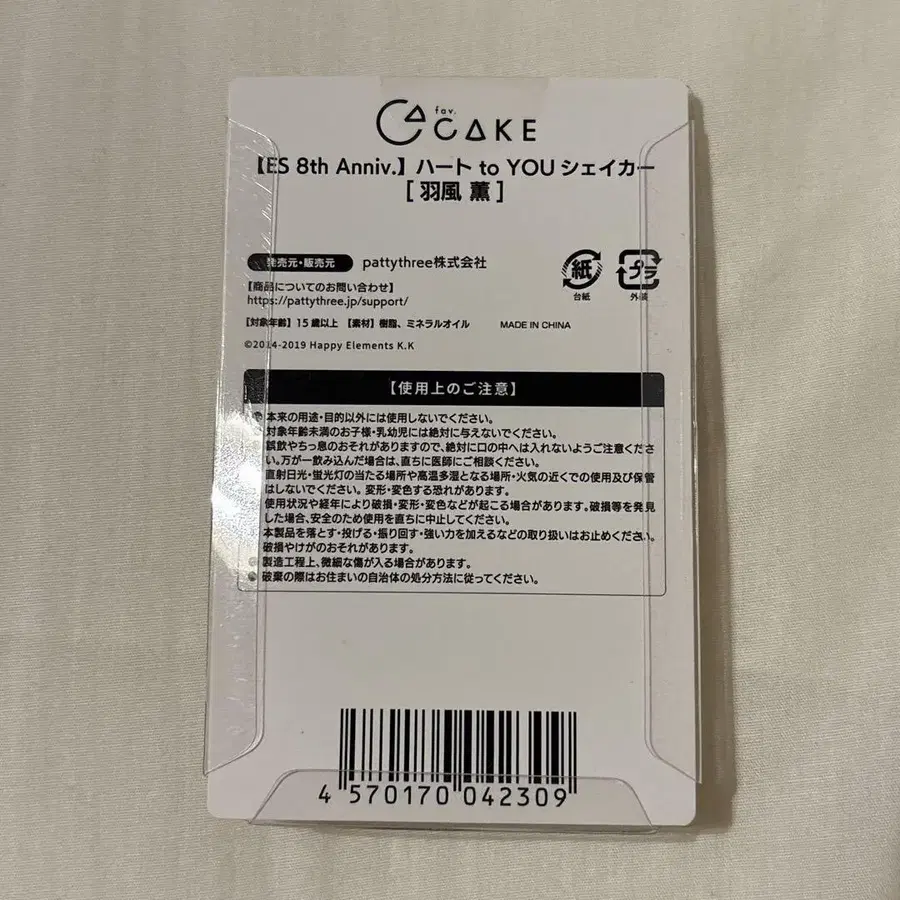 fav.
CAKE
【ES 8th Anniv.】ハート to YOU シェイカー
[ 羽風 薫 ]
発売元・販売元 pattythree株式会社
【商品についてのお問い合わせ】
https://pattythree.jp/support/
紙
台紙
プラ
外装
【対象年齢】15歳以上 【素材】樹脂、ミネラルオイル MADE IN CHINA
©2014-2019 Happy Elements K.K
【使用上のご注意】
● 本来の用途・目的以外には使用しないでください。
対象年齢未満のお子様・乳幼児には絶対に与えないでください。
誤飲やちっ息のおそれがありますので、絶対に口の中へは入れないようご注意くださ
い。万が一飲み込んだ場合は、直ちに医師にご相談ください。
直射日光・蛍光灯の当たる場所や高温多湿となる場所・火気の近くでの使用及び保管
はしないでください。変形・変色する恐れがあります。
使用状況や経年により破損・変形・変色などが起こる場合があります。破損等を発見
した場合、安全のため使用を直ちに中止してください。
本製品を落とす・投げる・振り回す・強い力を加えるなどの取り扱いはお止めください。
破損やけがのおそれがあります。
● 製造工程上、微細な傷が入る場合があります。
● 破棄の際はお住まいの自治体の処分方法に従ってください。
4 570170 042309